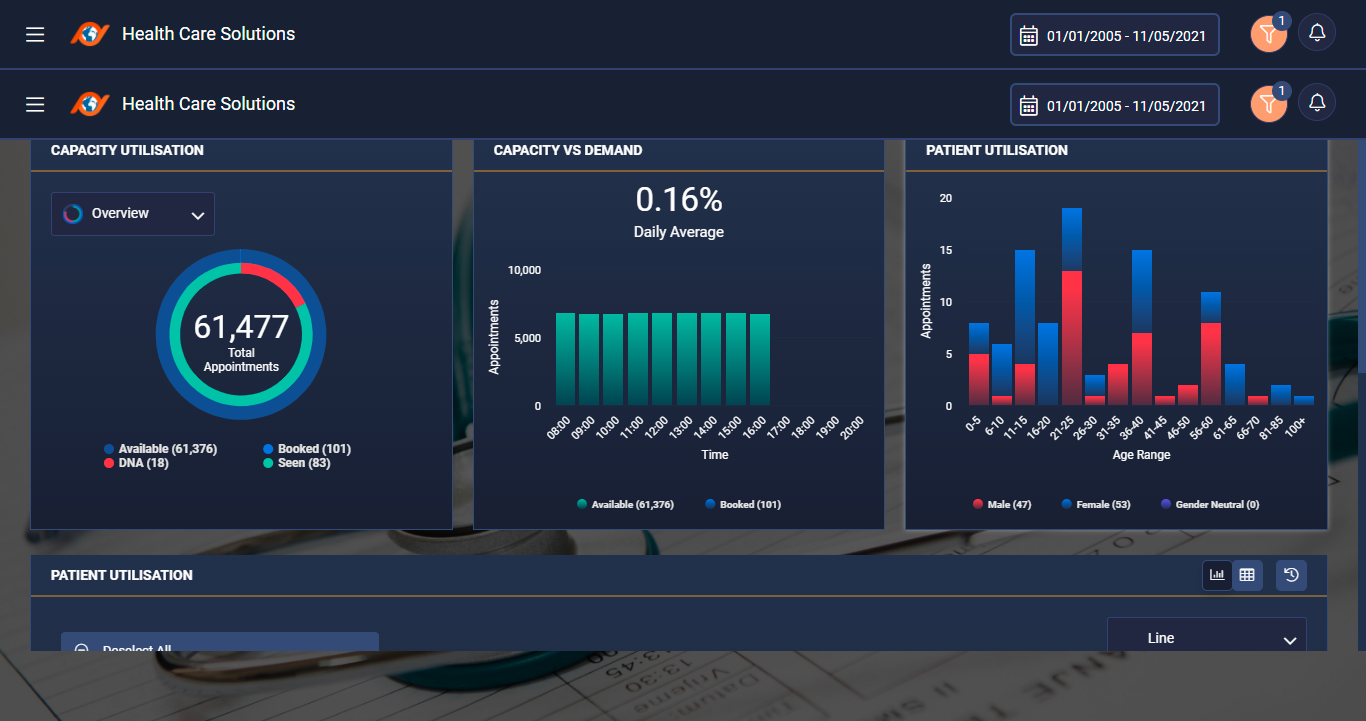 Health Care Solutions
01/01/2005 - 11/05/2021
1
Health Care Solutions
01/01/2005 - 11/05/2021
1
CAPACITY UTILISATION
Overview
61,477
Total
Appointments
Available (61,376)
Booked (101)
DNA (18)
Seen (83)
CAPACITY VS DEMAND
0.16%
Daily Average
Appointments
10,000
5,000
0
08:00 09:00 10:00 11:00 12:00 13:00 14:00 15:00 16:00 17:00 18:00 19:00 20:00
Time
Available (61,376)
Booked (101)
PATIENT UTILISATION
Appointments
20
15
10
5
0
0-5 6-10 11-15 16-20 21-25 26-30 31-35 36-40 41-45 46-50 56-60 61-65 66-70 81-85 100+
Age Range
Male (47)
Female (53)
Gender Neutral (0)
PATIENT UTILISATION
Deselect All
Line
13:45
13:30
Vrijeme
Datum